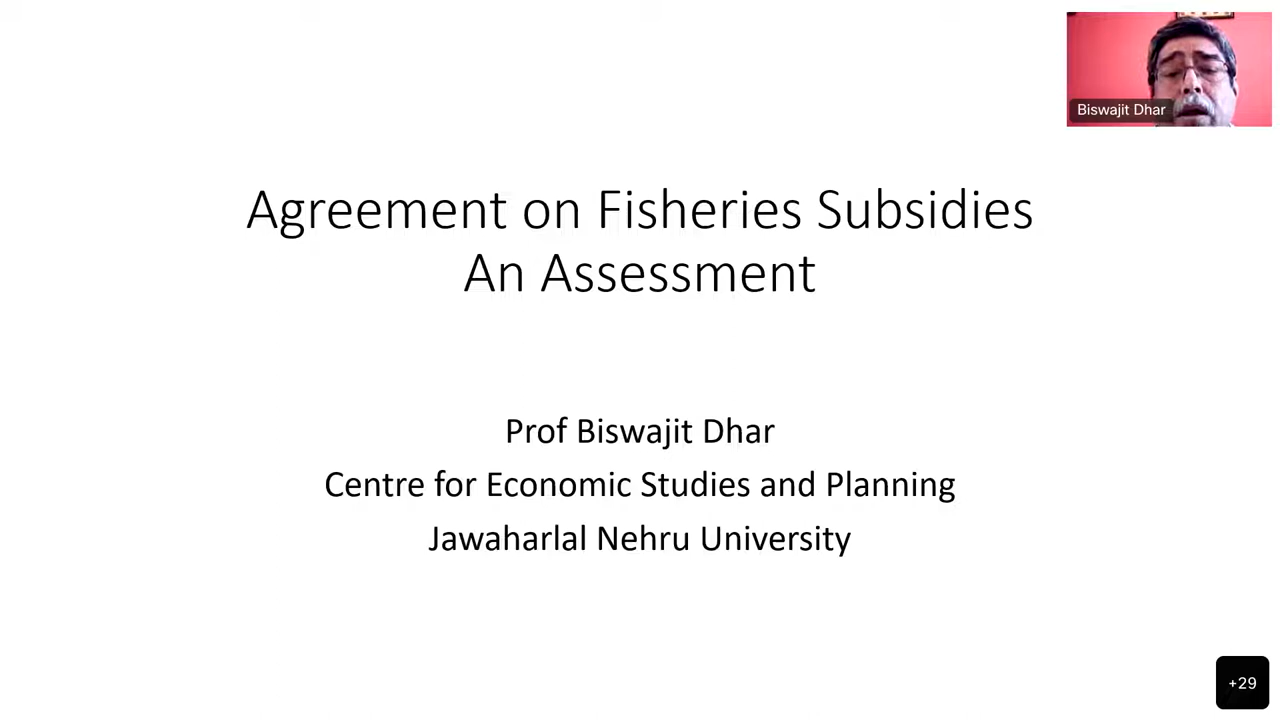 Biswajit Dhar
Agreement on Fisheries Subsidies
An Assessment
Prof Biswajit Dhar
Centre for Economic Studies and Planning
Jawaharlal Nehru University
+29